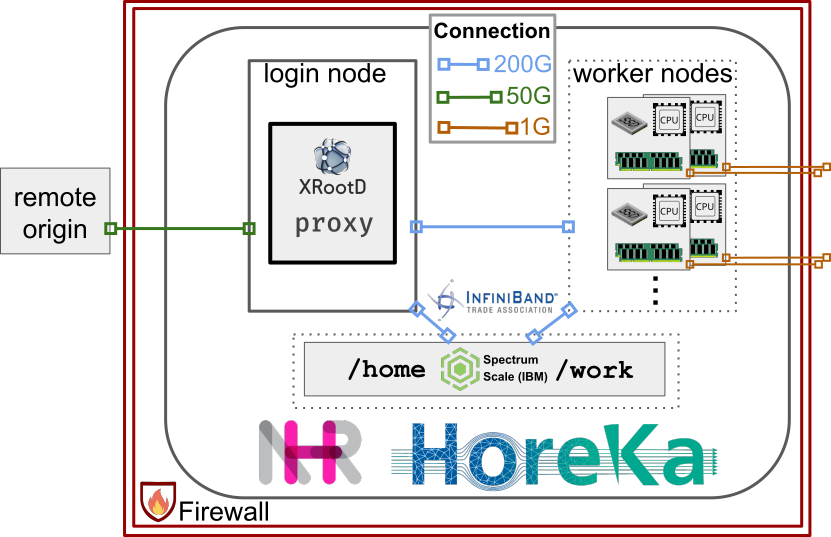 Connection
200G
50G
1G
login node
XRootD
proxy
worker nodes
CPU
CPU
CPU
CPU
remote
origin
INFINIBAND™
TRADE ASSOCIATION
/home
Spectrum
Scale (IBM)
/work
NHR
HoreKa
Firewall